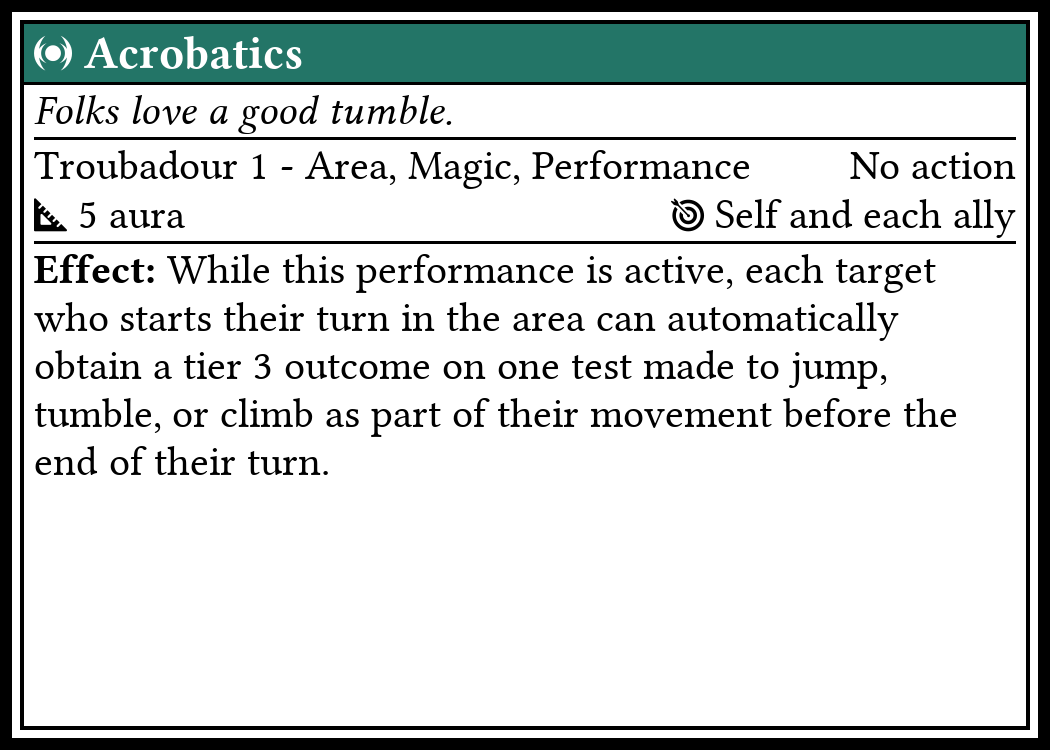 Acrobatics
Folks love a good tumble.
Troubadour 1 - Area, Magic, Performance No action
5 aura Self and each ally
Effect: While this performance is active, each target
who starts their turn in the area can automatically
obtain a tier 3 outcome on one test made to jump,
tumble, or climb as part of their movement before the
end of their turn.